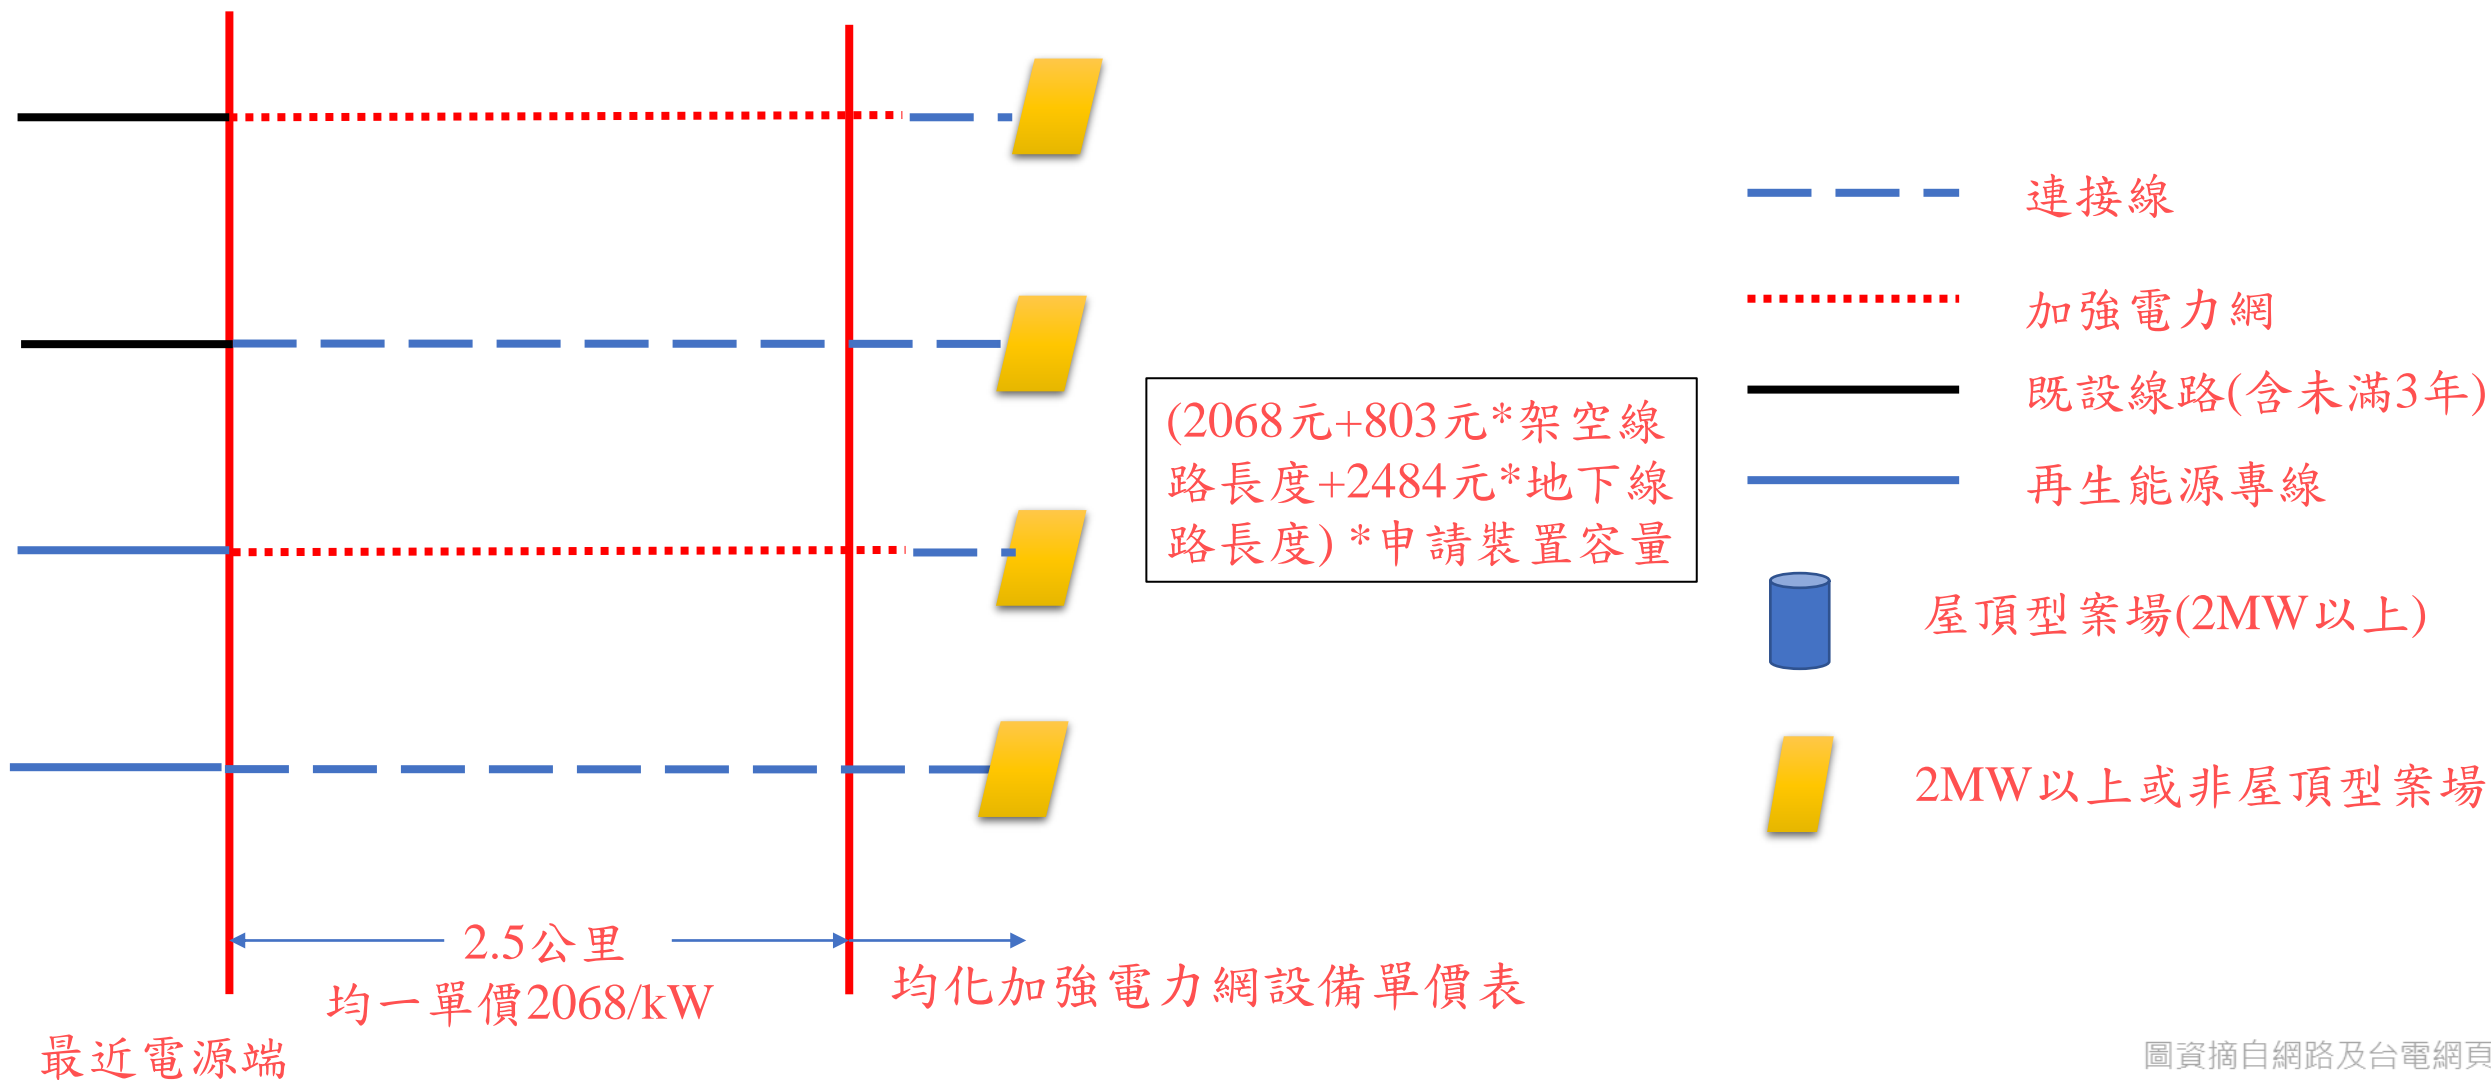 連接線
加強電力網
既設線路(含未滿3年)
再生能源專線
(2068元+803元*架空線
路長度+2484元*地下線
路長度) *申請裝置容量
屋頂型案場(2MW以上)
2MW以上或非屋頂型案場
2.5公里
均一單價2068/kW
均化加強電力網設備單價表
最近電源端
圖資摘自網路及台電網頁